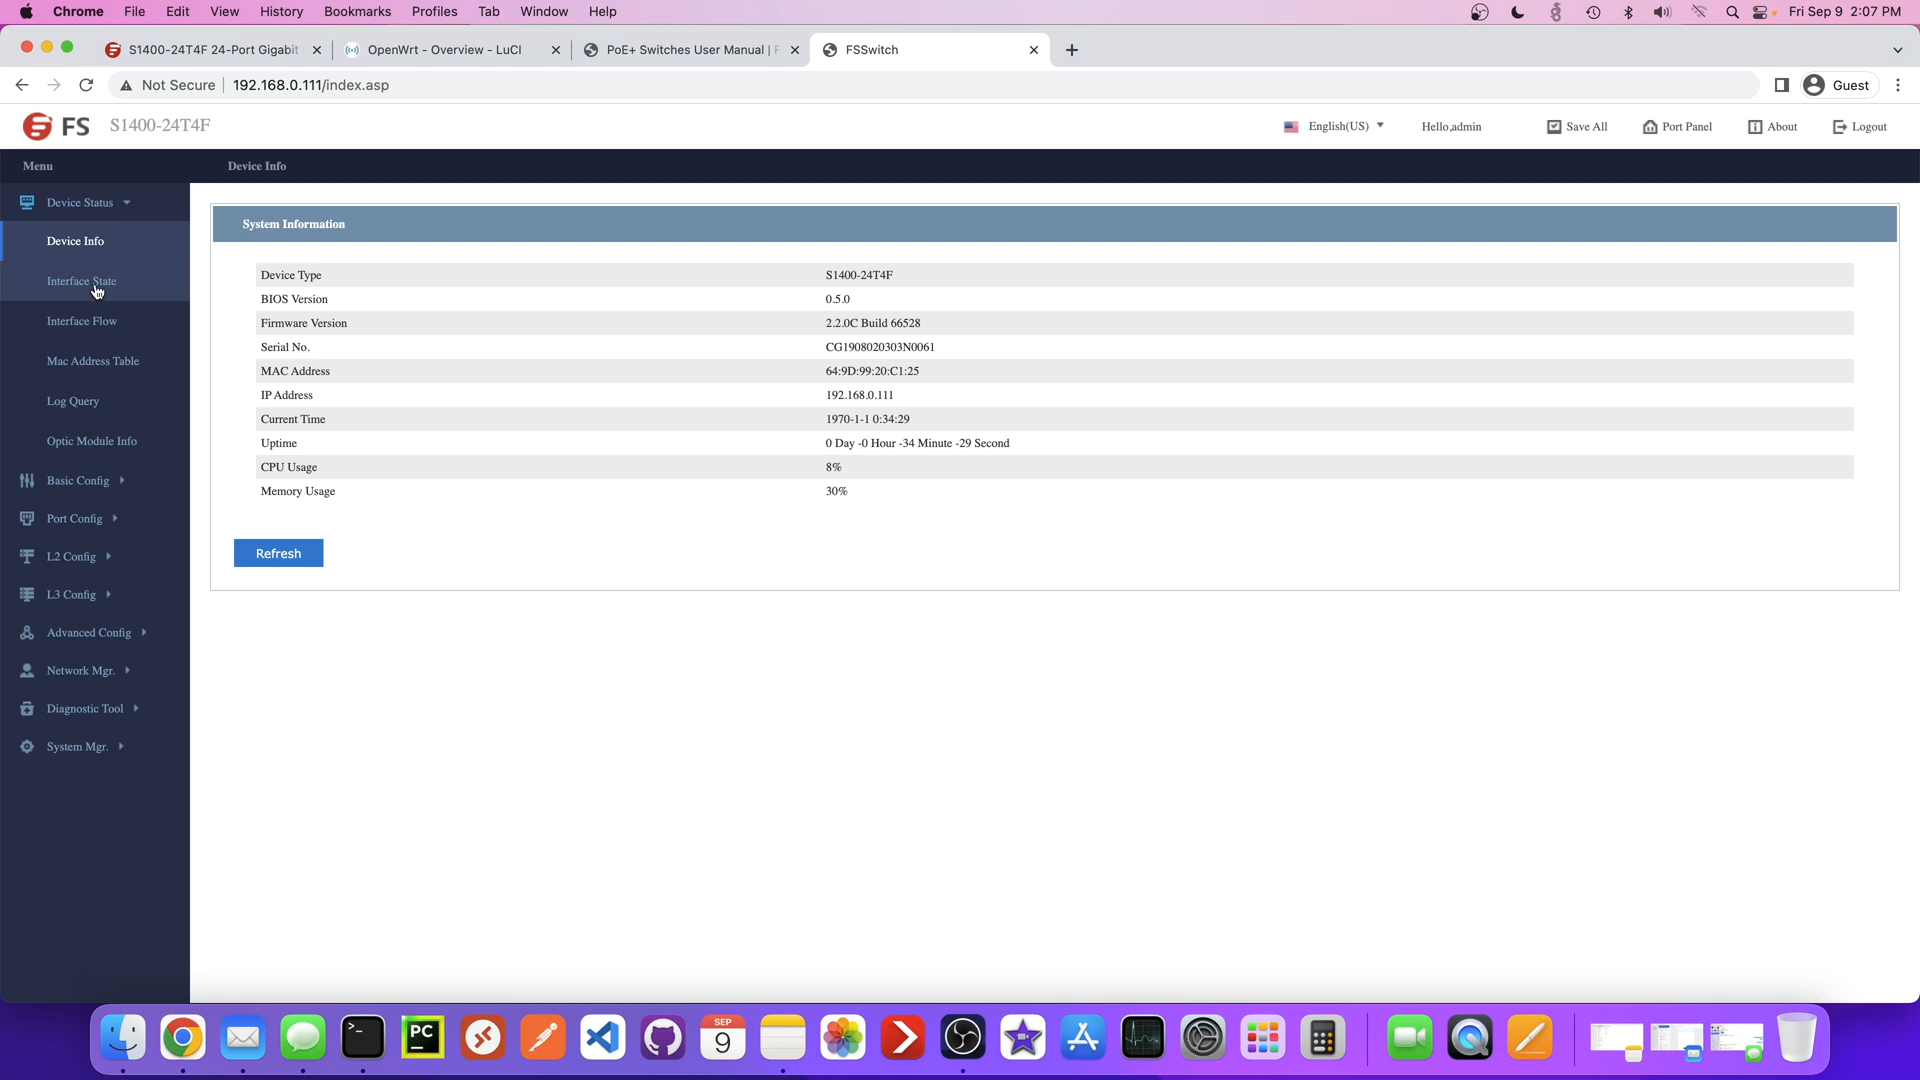 Chrome File Edit View History Bookmarks Profiles Tab Window Help Fri Sep 9 2:07 PM
S1400-24T4F 24-Port Gigabit OpenWrt - Overview - LuCI PoE+ Switches User Manual | F FSSwitch
Not Secure 192.168.0.111/index.asp Guest
FS S1400-24T4F English(US) Hello,admin Save All Port Panel About Logout
Menu Device Info
Device Status
Device Info
Interface State
Interface Flow
Mac Address Table
Log Query
Optic Module Info
Basic Config
Port Config
L2 Config
L3 Config
Advanced Config
Network Mgr.
Diagnostic Tool
System Mgr.
System Information
Device Type S1400-24T4F
BIOS Version 0.5.0
Firmware Version 2.2.0C Build 66528
Serial No. CG1908020303N0061
MAC Address 64:9D:99:20:C1:25
IP Address 192.168.0.111
Current Time 1970-1-1 0:34:29
Uptime 0 Day -0 Hour -34 Minute -29 Second
CPU Usage 8%
Memory Usage 30%
Refresh
>_ PC SEP
9